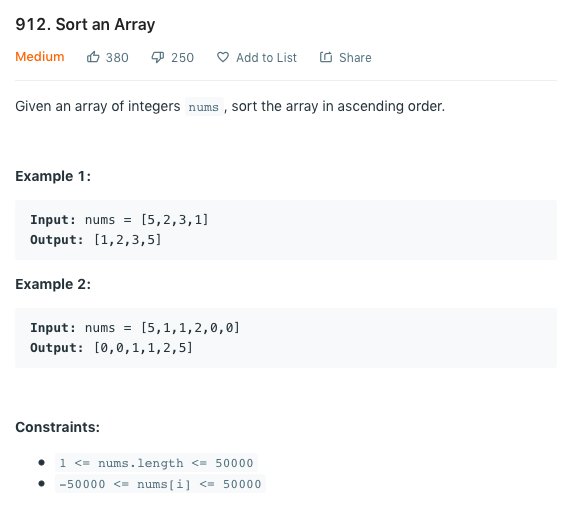 912. Sort an Array
Medium 380 250 Add to List Share
Given an array of integers nums , sort the array in ascending order.
Example 1:
Input: nums = [5,2,3,1]
Output: [1,2,3,5]
Example 2:
Input: nums = [5,1,1,2,0,0]
Output: [0,0,1,1,2,5]
Constraints:
• 1 <= nums.length <= 50000
• -50000 <= nums[i] <= 50000